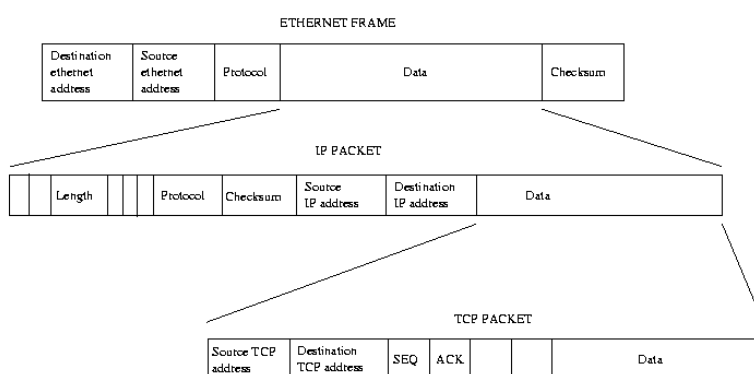 ETHERNET FRAME
Destination
ethernet
address
Source
ethernet
address
Protocol
Data
Checksum
IP PACKET
Length
Protocol
Checksum
Source
IP address
Destination
IP address
Data
TCP PACKET
Source TCP
address
Destination
TCP address
SEQ
ACK
Data